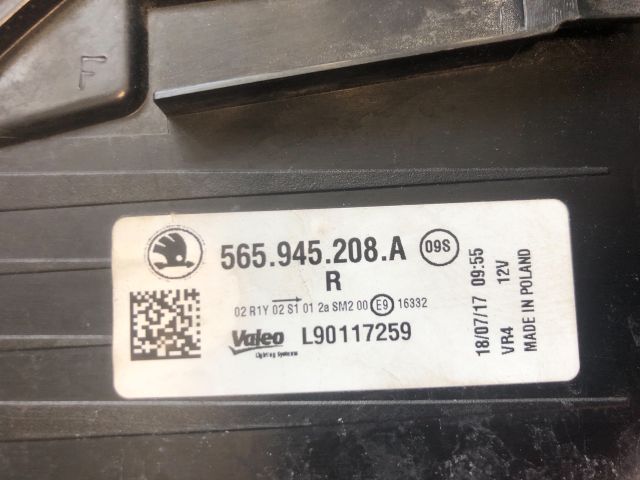 F
565.945.208.A 09S
R
02 R1Y 02 S1 01 2a SM2 00 E9 16332
Valeo L90117259
Lighting Systems
18/07/17 09:55
VR4 12V
MADE IN POLAND